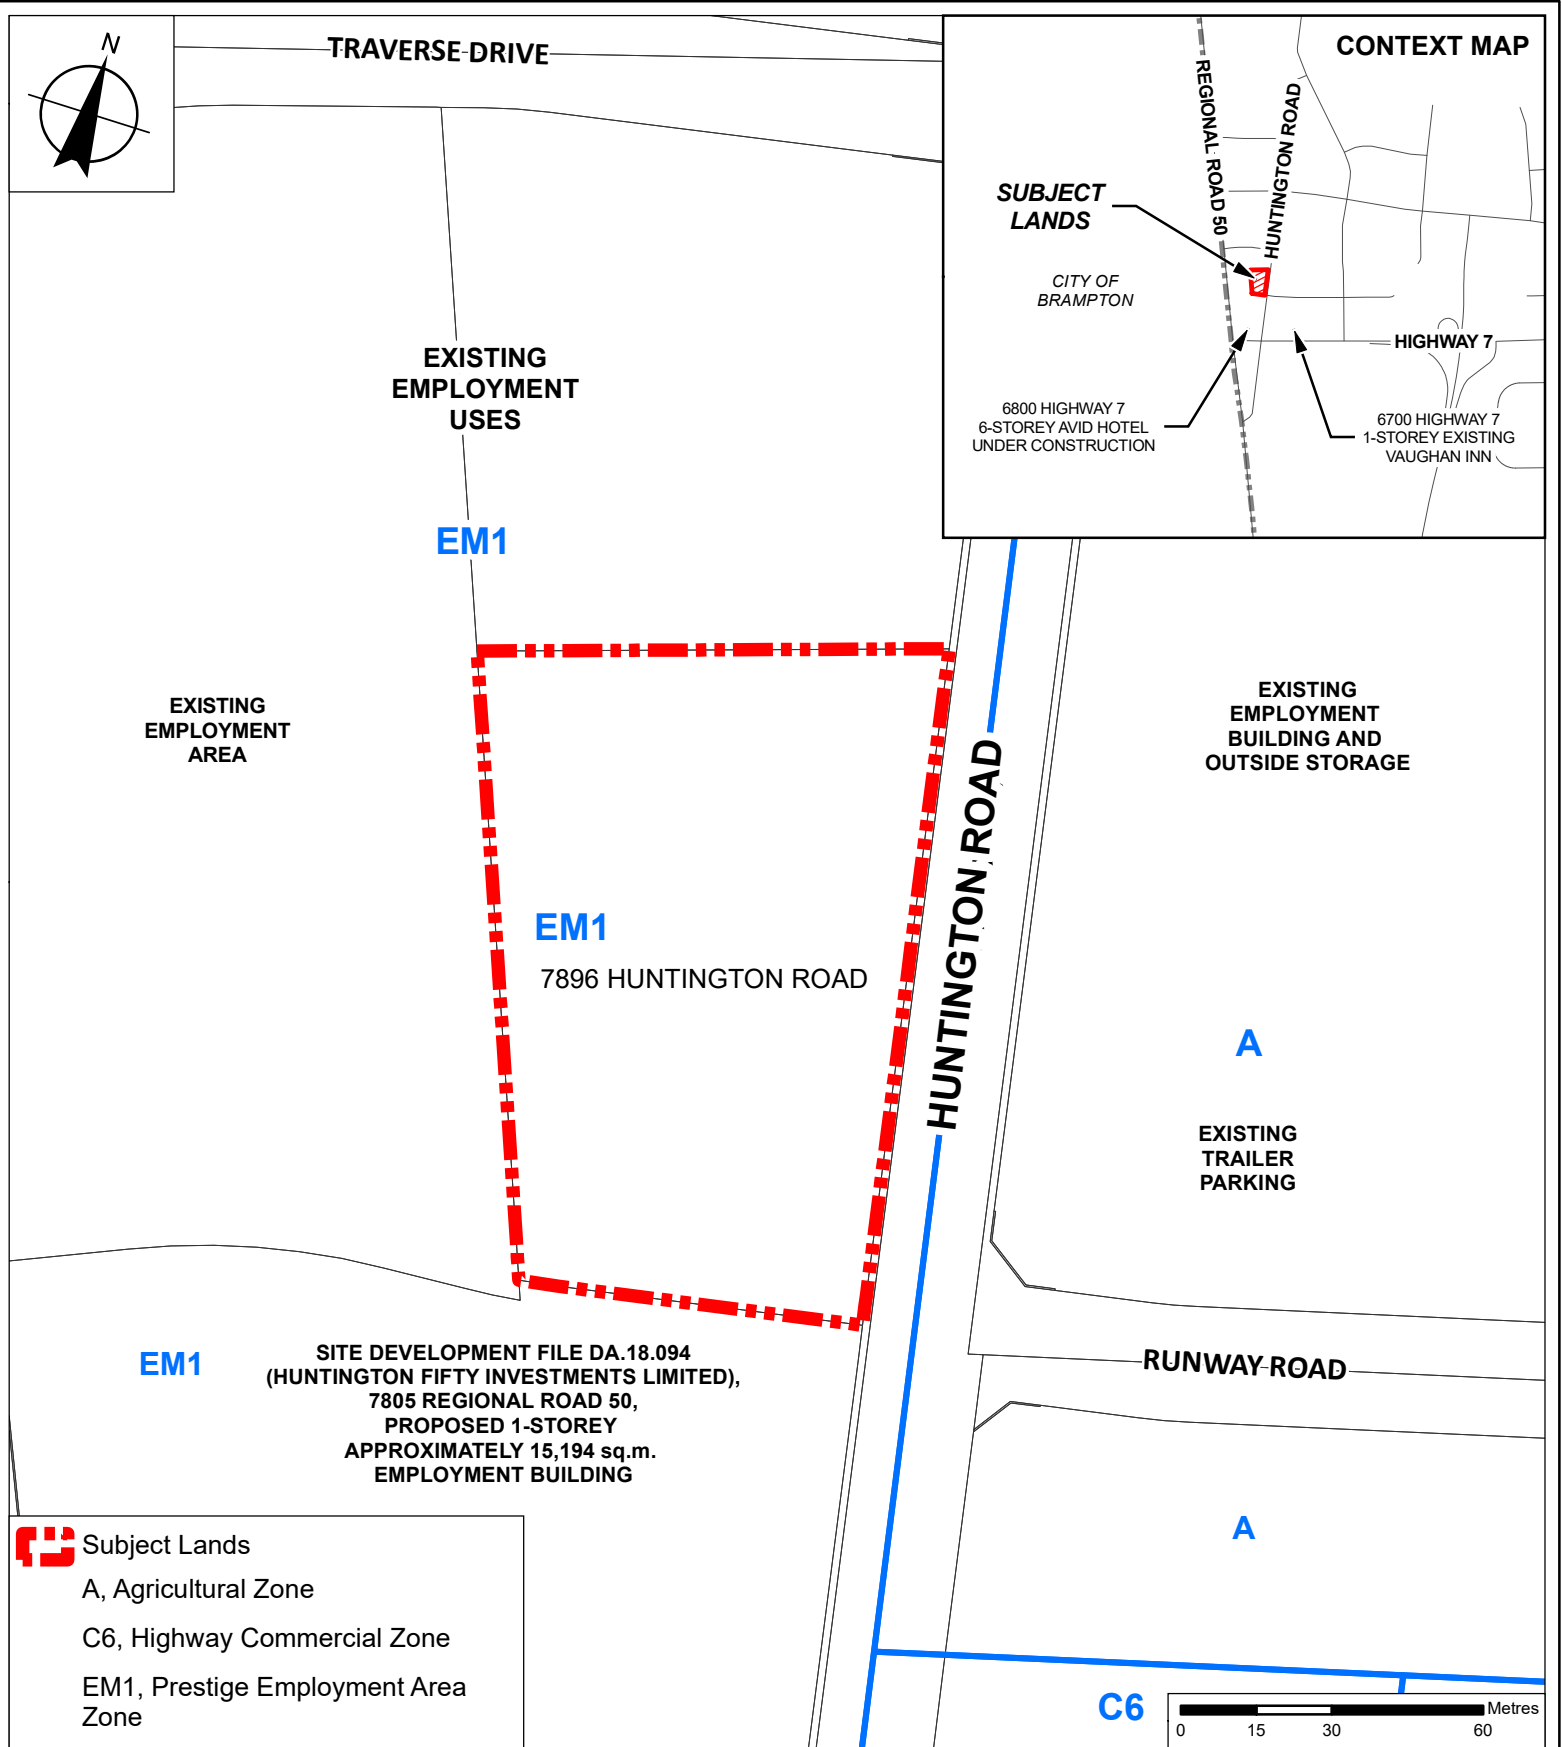 N
TRAVERSE DRIVE
CONTEXT MAP
REGIONAL ROAD 50
HUNTINGTON ROAD
SUBJECT
LANDS
CITY OF
BRAMPTON
HIGHWAY 7
6800 HIGHWAY 7
6-STOREY AVID HOTEL
UNDER CONSTRUCTION
6700 HIGHWAY 7
1-STOREY EXISTING
VAUGHAN INN
EXISTING
EMPLOYMENT
USES
EM1
EXISTING
EMPLOYMENT
AREA
EXISTING
EMPLOYMENT
BUILDING AND
OUTSIDE STORAGE
HUNTINGTON ROAD
EM1
7896 HUNTINGTON ROAD
A
EXISTING
TRAILER
PARKING
EM1
SITE DEVELOPMENT FILE DA.18.094
(HUNTINGTON FIFTY INVESTMENTS LIMITED),
7805 REGIONAL ROAD 50,
PROPOSED 1-STOREY
APPROXIMATELY 15,194 sq.m.
EMPLOYMENT BUILDING
RUNWAY ROAD
A
Subject Lands
A, Agricultural Zone
C6, Highway Commercial Zone
EM1, Prestige Employment Area
Zone
C6
Metres
0 15 30 60